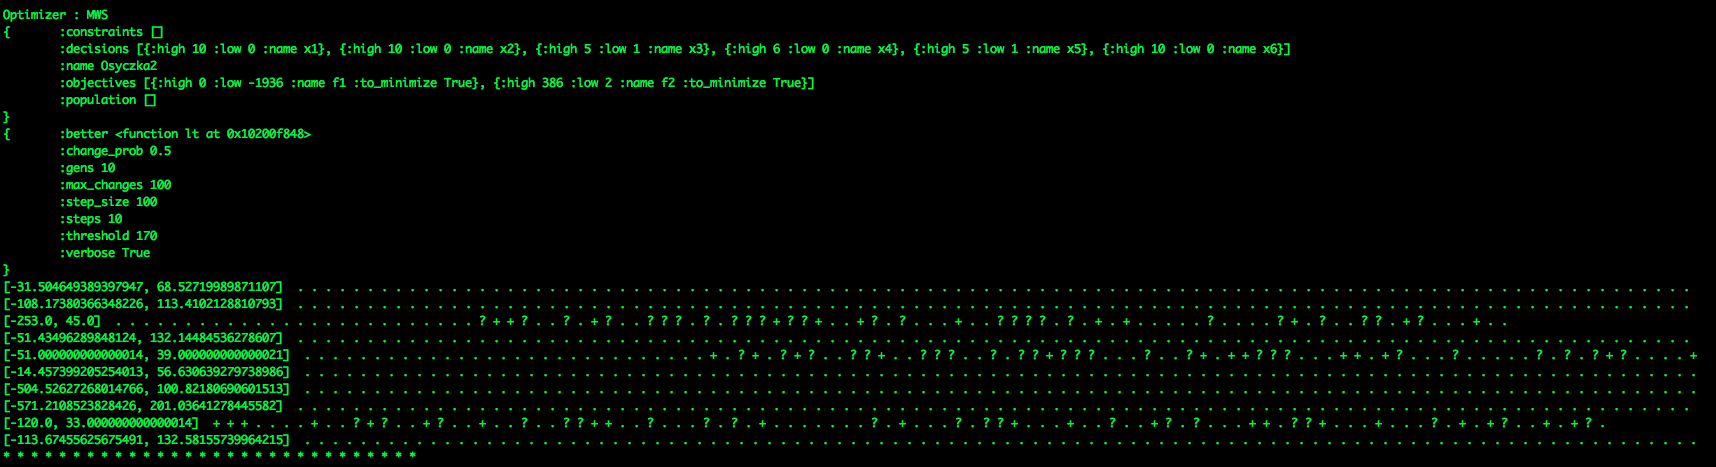 Optimizer : MWS
{ :constraints []
:decisions [{:high 10 :low 0 :name x1}, {:high 10 :low 0 :name x2}, {:high 5 :low 1 :name x3}, {:high 6 :low 0 :name x4}, {:high 5 :low 1 :name x5}, {:high 10 :low 0 :name x6}]
:name Osyczka2
:objectives [{:high 0 :low -1936 :name f1 :to_minimize True}, {:high 386 :low 2 :name f2 :to_minimize True}]
:population []
}
{ :better <function lt at 0x10200f848>
:change_prob 0.5
:gens 10
:max_changes 100
:step_size 100
:steps 10
:threshold 170
:verbose True
}
[-31.504649389397947, 68.52719989871107] . . . . . . . . . . . . . . . . . . . . . . . . . . . . . . . . . . . . . . . . . . . . . . . . . . . . . . . . . . . . . . . . . . . . . . . . . . . . . . . . . . . . . . . . . . . . . . . . . . . .
[-108.17380366348226, 113.4102128810793] . . . . . . . . . . . . . . . . . . . . . . . . . . . . . . . . . . . . . . . . . . . . . . . . . . . . . . . . . . . . . . . . . . . . . . . . . . . . . . . . . . . . . . . . . . . . . . . . . . . .
[-253.0, 45.0] . . . . . . . . . . . . . . . . . . . . . . . . . . ? + + ? . . ? . + ? . . ? ? ? . ? . ? ? ? + ? ? + . . + ? . ? . . . + . . ? ? ? ? . ? . + . + . . . . . ? . . . . ? + . ? . . ? ? . + ? . . . + . .
[-51.43496289848124, 132.14484536278607] . . . . . . . . . . . . . . . . . . . . . . . . . . . . . . . . . . . . . . . . . . . . . . . . . . . . . . . . . . . . . . . . . . . . . . . . . . . . . . . . . . . . . . . . . . . . . . . . . . . .
[-51.000000000000014, 39.000000000000021] . . . . . . . . . . . . . . . . . . . . . . . . . . . . . + . ? + . ? + ? . . ? ? + . . ? ? ? . . ? . ? ? + ? ? ? . . . ? . . ? + . + + ? ? ? . . . + + . + ? . . . ? . . . . . ? . ? . ? + ? . . . . +
[-14.457399205254013, 56.630639279738986] . . . . . . . . . . . . . . . . . . . . . . . . . . . . . . . . . . . . . . . . . . . . . . . . . . . . . . . . . . . . . . . . . . . . . . . . . . . . . . . . . . . . . . . . . . . . . . . . . . . .
[-504.52627268014766, 100.82180690601513] . . . . . . . . . . . . . . . . . . . . . . . . . . . . . . . . . . . . . . . . . . . . . . . . . . . . . . . . . . . . . . . . . . . . . . . . . . . . . . . . . . . . . . . . . . . . . . . . . . . .
[-571.2108523828426, 201.03641278445582] . . . . . . . . . . . . . . . . . . . . . . . . . . . . . . . . . . . . . . . . . . . . . . . . . . . . . . . . . . . . . . . . . . . . . . . . . . . . . . . . . . . . . . . . . . . . . . . . . . . .
[-120.0, 33.000000000000014] + + + . . . . + . . ? + ? . . + ? . . + . . ? . . ? ? + + . . ? . . . ? . ? . + . . . . . . . ? . + . . . ? . ? ? + . . . + . . ? . . + ? . ? . . . + + . ? ? + . . . + . . . ? . + . + ? . . + . + ? .
[-113.67455625675491, 132.58155739964215] . . . . . . . . . . . . . . . . . . . . . . . . . . . . . . . . . . . . . . . . . . . . . . . . . . . . . . . . . . . . . . . . . . . . . . . . . . . . . . . . . . . . . . . . . . . . . . . . . . . .
* * * * * * * * * * * * * * * * * * * * * * * * * * * * * *